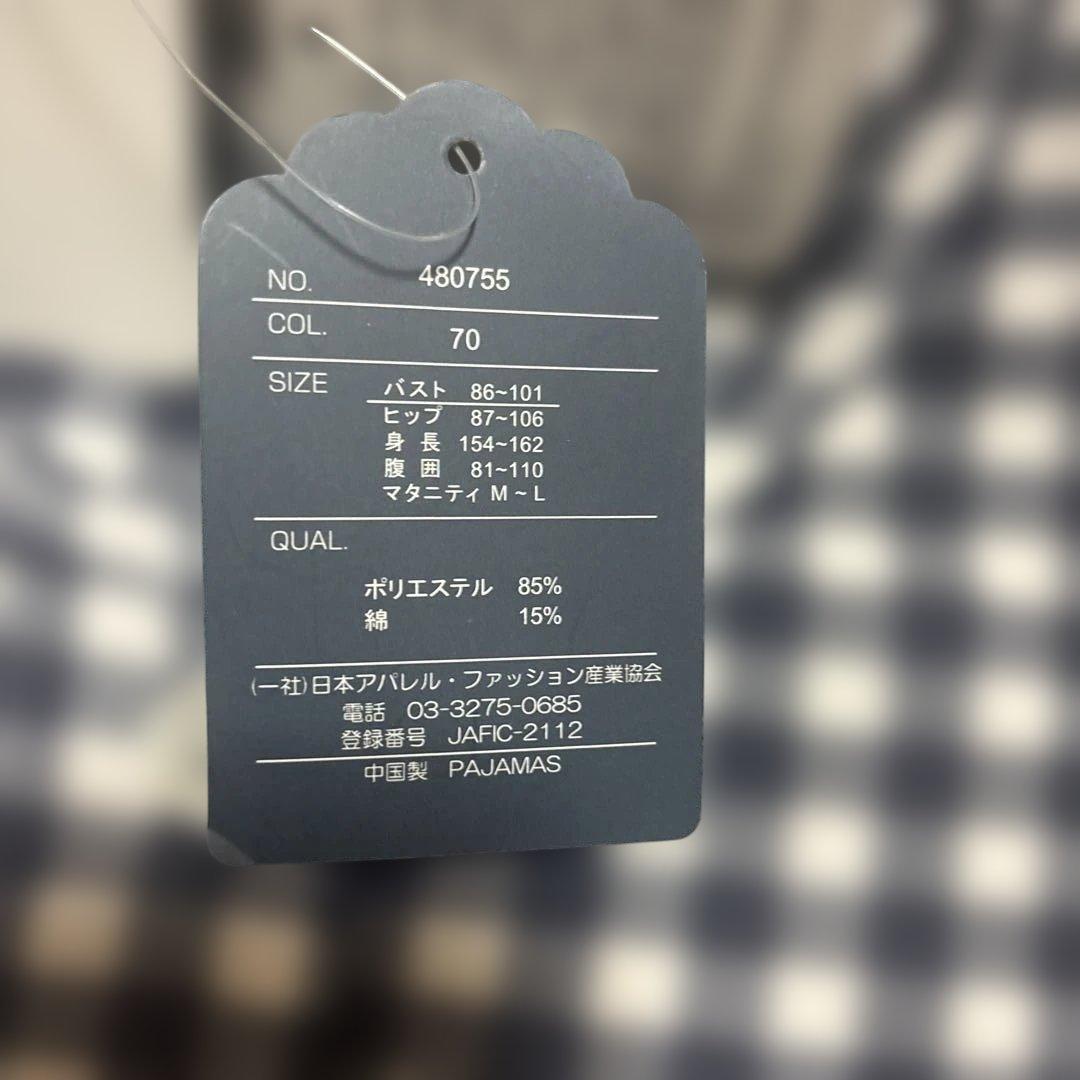 NO. 480755
COL. 70
SIZE バスト 86~101
ヒップ 87~106
身長 154~162
腹囲 81~110
マタニティ M~L
QUAL.
ポリエステル 85%
綿 15%
(一社)日本アパレル・ファッション産業協会
電話 03-3275-0685
登録番号 JAFIC-2112
中国製 PAJAMAS